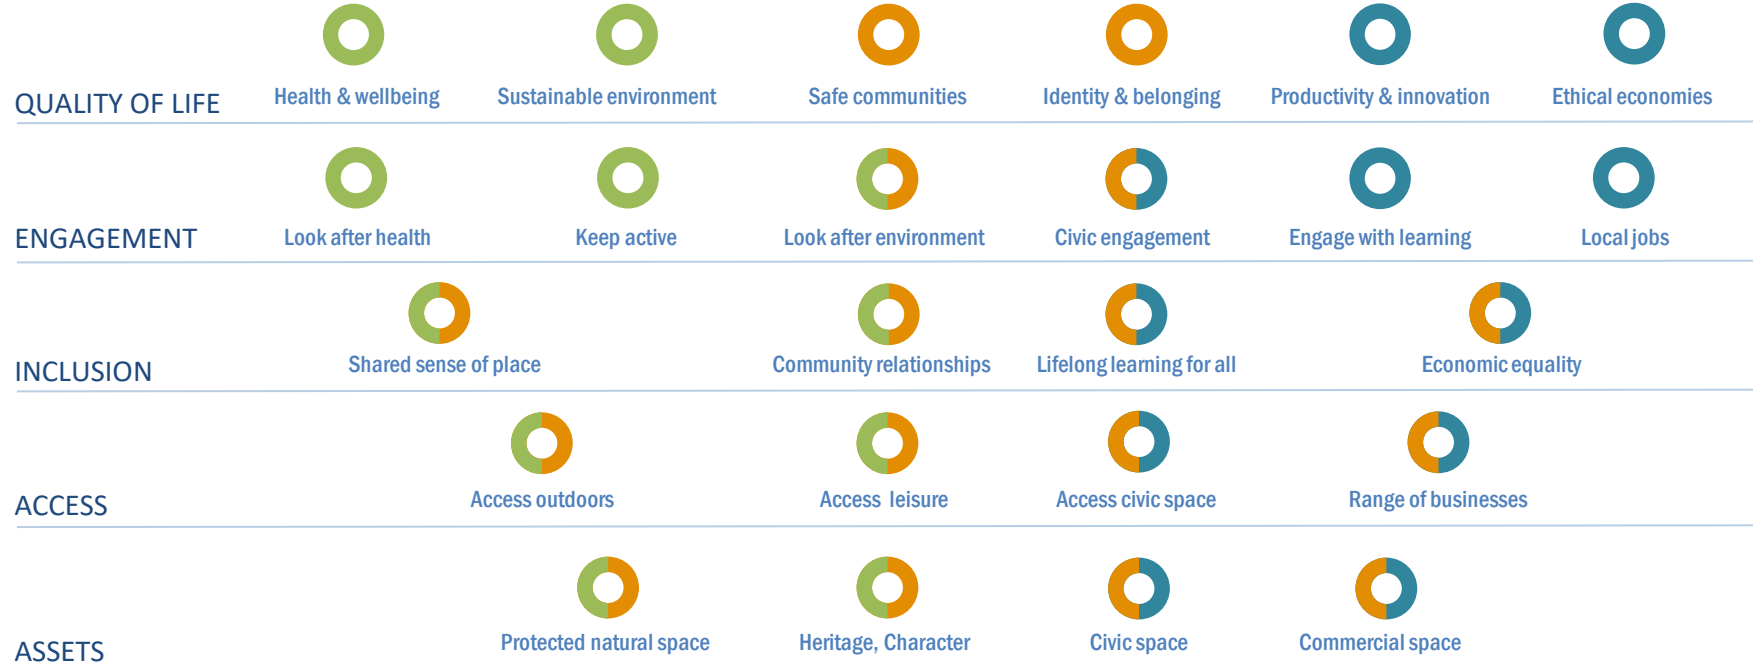 QUALITY OF LIFE
Health & wellbeing
Sustainable environment
Safe communities
Identity & belonging
Productivity & innovation
Ethical economies
ENGAGEMENT
Look after health
Keep active
Look after environment
Civic engagement
Engage with learning
Local jobs
INCLUSION
Shared sense of place
Community relationships
Lifelong learning for all
Economic equality
ACCESS
Access outdoors
Access leisure
Access civic space
Range of businesses
ASSETS
Protected natural space
Heritage, Character
Civic space
Commercial space